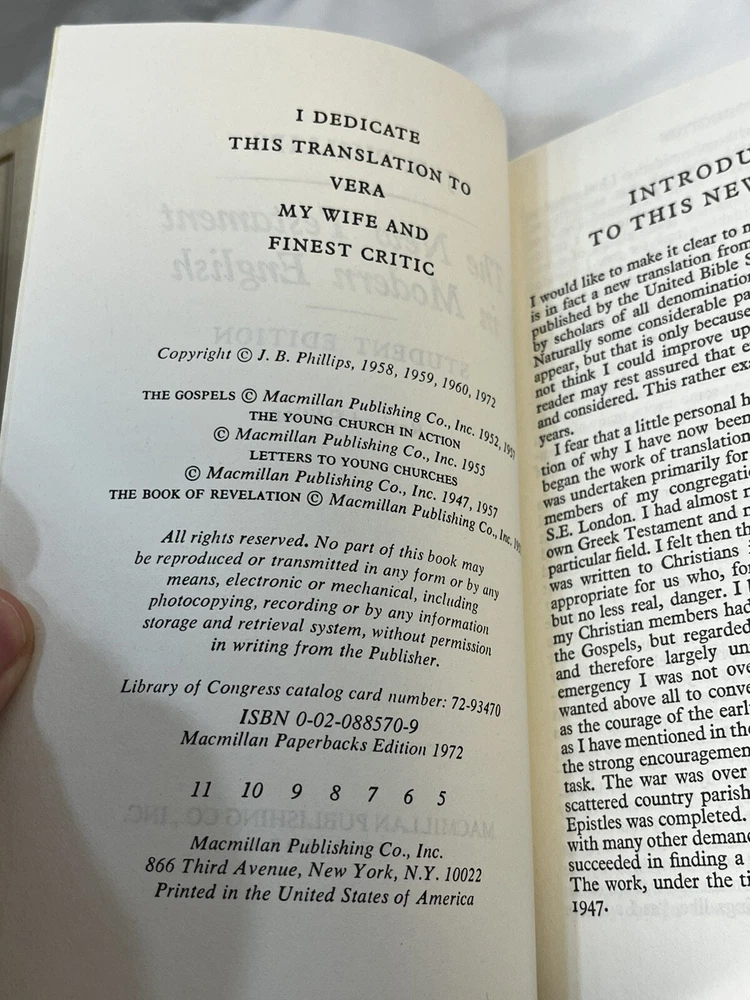 I DEDICATE
THIS TRANSLATION TO
VERA
MY WIFE AND
FINEST CRITIC
Copyright © J. B. Phillips, 1958, 1959, 1960, 1972
THE GOSPELS © Macmillan Publishing Co., Inc. 1952, 1957
THE YOUNG CHURCH IN ACTION
© Macmillan Publishing Co., Inc. 1955
LETTERS TO YOUNG CHURCHES
© Macmillan Publishing Co., Inc. 1947, 1957
THE BOOK OF REVELATION © Macmillan Publishing Co., Inc.
All rights reserved. No part of this book may
be reproduced or transmitted in any form or by any
means, electronic or mechanical, including
photocopying, recording or by any information
storage and retrieval system, without permission
in writing from the Publisher.
Library of Congress catalog card number: 72-93470
ISBN 0-02-088570-9
Macmillan Paperbacks Edition 1972
11 10 9 8 7 6 5
Macmillan Publishing Co., Inc.
866 Third Avenue, New York, N.Y. 10022
Printed in the United States of America
INTRODU
TO THIS NEW
I would like to make it clear to
is in fact a new translation from
published by the United Bible S
by scholars of all denomination
Naturally some considerable pa
appear, but that is only because
not think I could improve up
reader may rest assured that e
and considered. This rather exa
years.
I fear that a little personal h
tion of why I have now been
began the work of translation
was undertaken primarily for
members of my congregatio
S.E. London. I had almost n
own Greek Testament and n
particular field. I felt then th
was written to Christians i
appropriate for us who, fo
but no less real, danger. I
my Christian members had
the Gospels, but regarded
and therefore largely un
emergency I was not ove
wanted above all to conve
as the courage of the earl
as I have mentioned in the
the strong encouragement
task. The war was over
scattered country parish
Epistles was completed.
with many other demand
succeeded in finding a
The work, under the ti
1947.